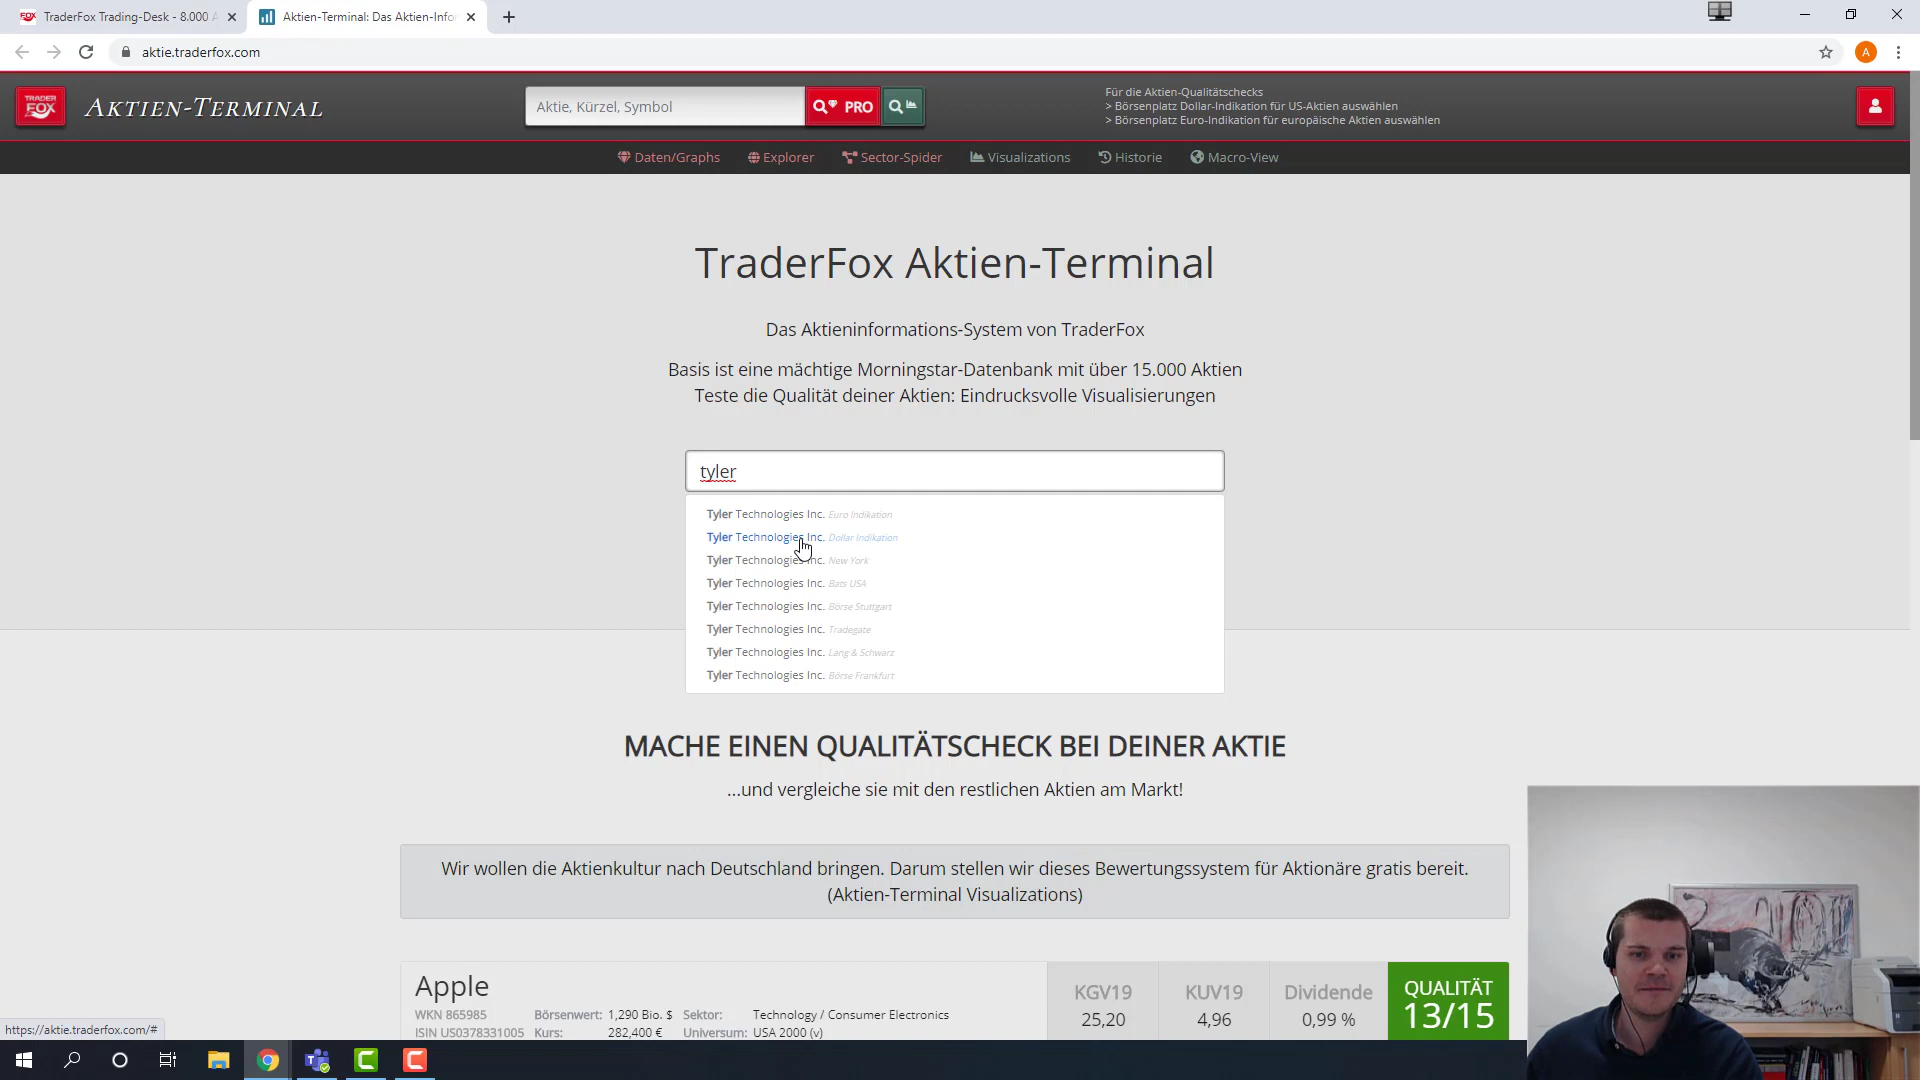 TraderFox Trading-Desk - 8.000 A
Aktien-Terminal: Das Aktien-Info
aktie.traderfox.com
A
TRADER
FOX
AKTIEN-TERMINAL
Aktie, Kürzel, Symbol
PRO
Für die Aktien-Qualitätschecks
> Börsenplatz Dollar-Indikation für US-Aktien auswählen
> Börsenplatz Euro-Indikation für europäische Aktien auswählen
Daten/Graphs
Explorer
Sector-Spider
Visualizations
Historie
Macro-View
TraderFox Aktien-Terminal
Das Aktieninformations-System von TraderFox
Basis ist eine mächtige Morningstar-Datenbank mit über 15.000 Aktien
Teste die Qualität deiner Aktien: Eindrucksvolle Visualisierungen
tyler
Tyler Technologies Inc. Euro Indikation
Tyler Technologies Inc. Dollar Indikation
Tyler Technologies Inc. New York
Tyler Technologies Inc. Bats USA
Tyler Technologies Inc. Börse Stuttgart
Tyler Technologies Inc. Tradegate
Tyler Technologies Inc. Lang & Schwarz
Tyler Technologies Inc. Börse Frankfurt
MACHE EINEN QUALITÄTSCHECK BEI DEINER AKTIE
...und vergleiche sie mit den restlichen Aktien am Markt!
Wir wollen die Aktienkultur nach Deutschland bringen. Darum stellen wir dieses Bewertungssystem für Aktionäre gratis bereit.
(Aktien-Terminal Visualizations)
Apple
WKN 865985 Börsenwert: 1,290 Bio. $ Sektor: Technology / Consumer Electronics
ISIN US0378331005 Kurs: 282,400 € Universum: USA 2000 (v)
KGV19
25,20
KUV19
4,96
Dividende
0,99 %
QUALITÄT
13/15
https://aktie.traderfox.com/#